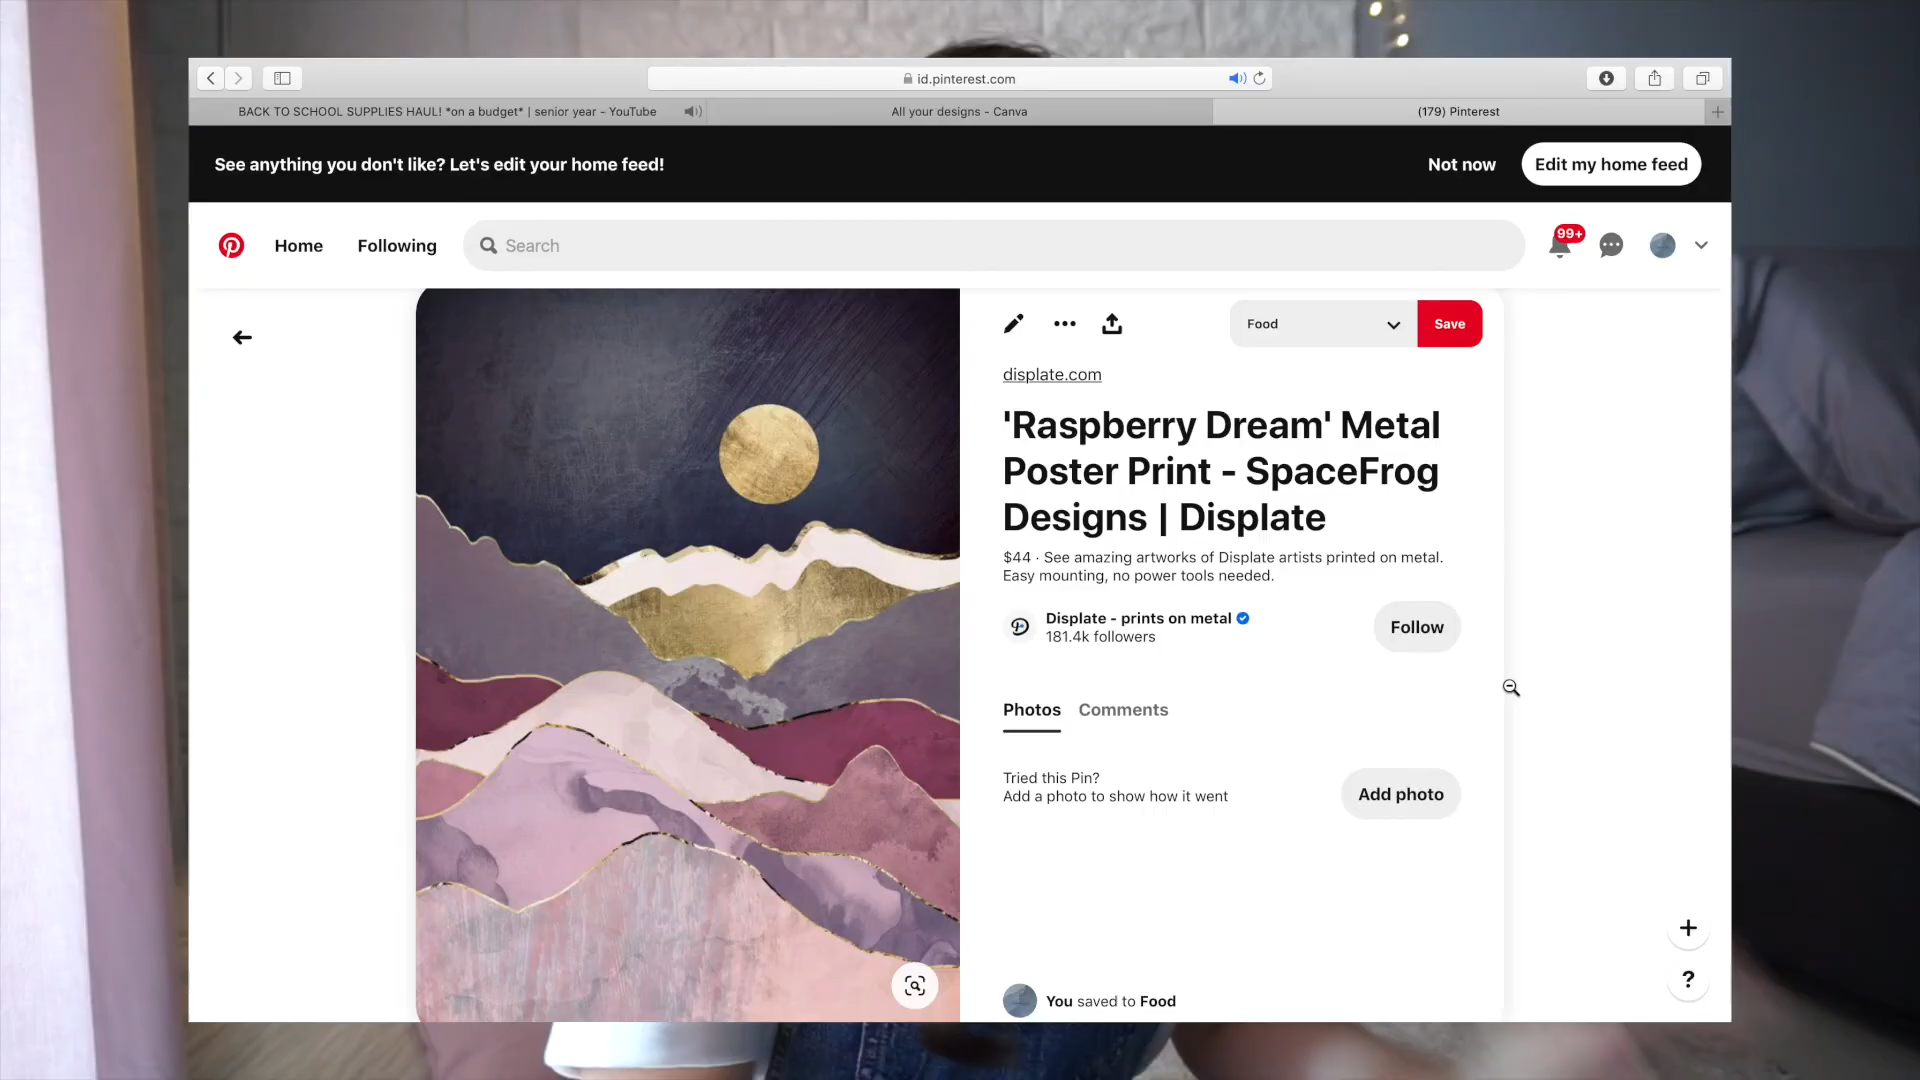 id.pinterest.com
BACK TO SCHOOL SUPPLIES HAUL! *on a budget* | senior year - YouTube
All your designs - Canva
(179) Pinterest
See anything you don't like? Let's edit your home feed!
Not now
Edit my home feed
Home
Following
Search
99+
Food
Save
displate.com
'Raspberry Dream' Metal
Poster Print - SpaceFrog
Designs | Displate
$44 · See amazing artworks of Displate artists printed on metal.
Easy mounting, no power tools needed.
Displate - prints on metal
181.4k followers
Follow
Photos
Comments
Tried this Pin?
Add a photo to show how it went
Add photo
You saved to Food
?